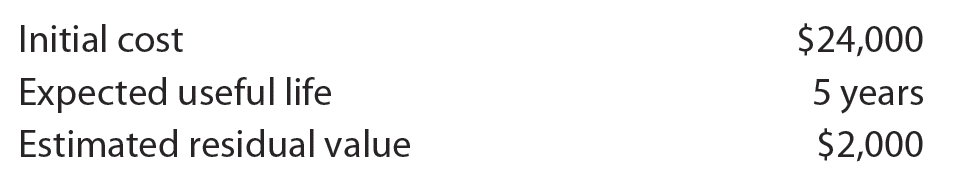 Initial cost $24,000
Expected useful life 5 years
Estimated residual value $2,000